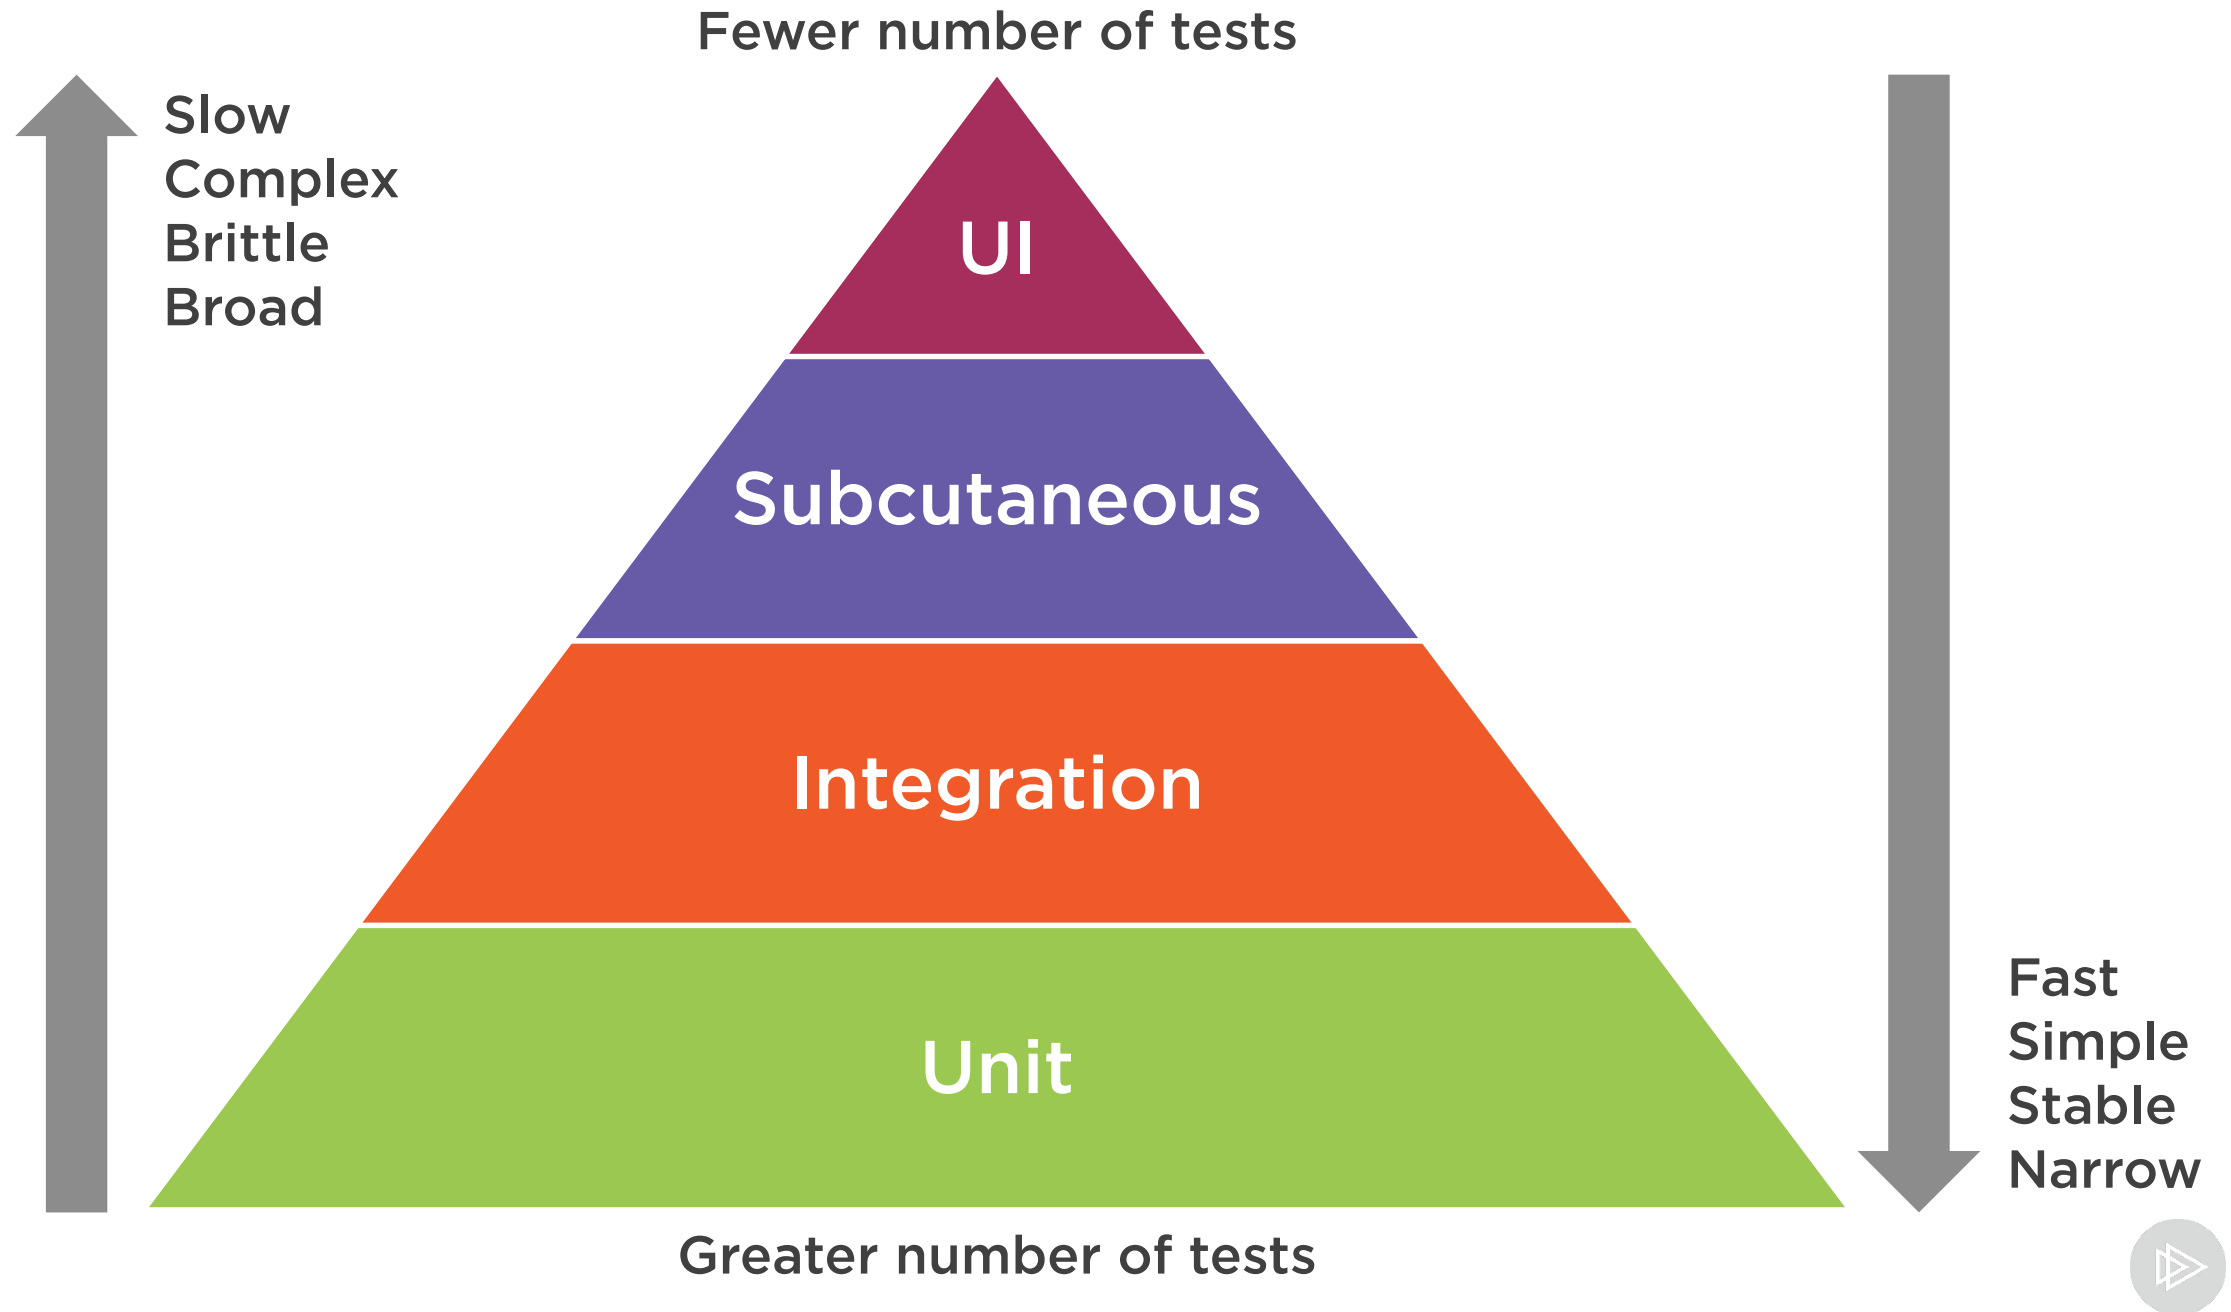 Fewer number of tests
Slow
Complex
Brittle
Broad
UI
Subcutaneous
Integration
Unit
Fast
Simple
Stable
Narrow
Greater number of tests